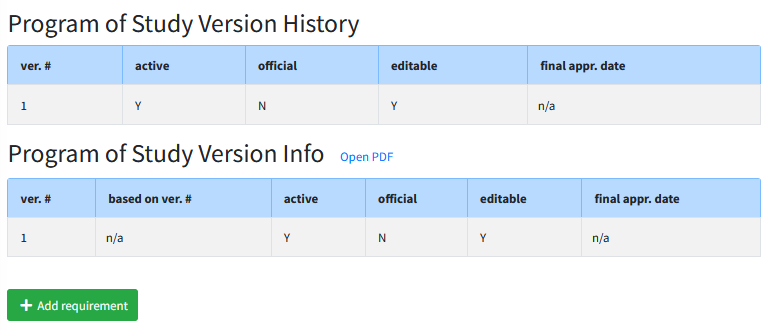 Program of Study Version History
ver. # active official editable final appr. date
1 Y N Y n/a
Program of Study Version Info Open PDF
ver. # based on ver. # active official editable final appr. date
1 n/a Y N Y n/a
Add requirement